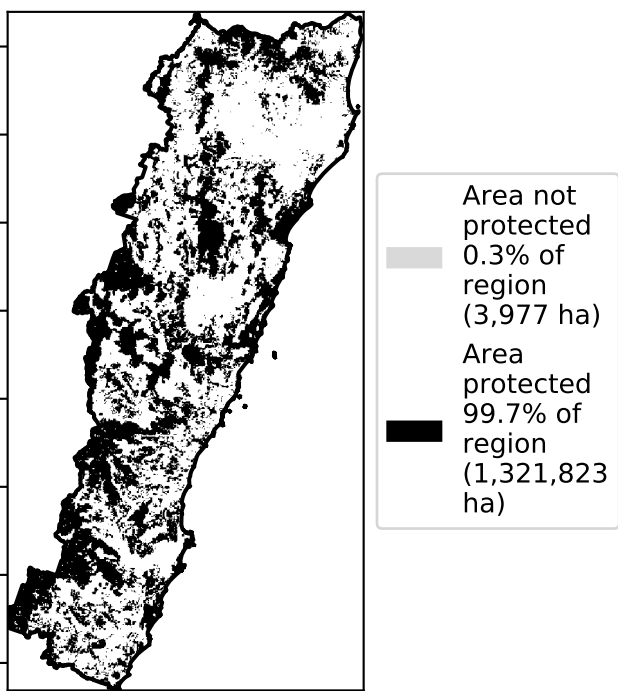 Area not
protected
0.3% of
region
(3,977 ha)
Area
protected
99.7% of
region
(1,321,823
ha)